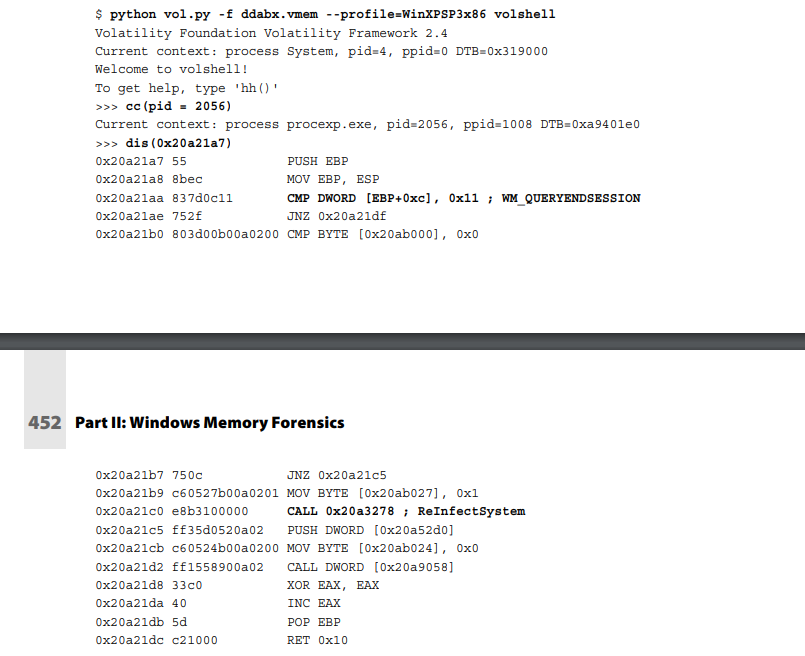 $ python vol.py -f ddabx.vmem --profile=WinXPSP3x86 volshell
Volatility Foundation Volatility Framework 2.4
Current context: process System, pid=4, ppid=0 DTB=0x319000
Welcome to volshell!
To get help, type 'hh()'
>>> cc(pid = 2056)
Current context: process procexp.exe, pid=2056, ppid=1008 DTB=0xa9401e0
>>> dis(0x20a21a7)
0x20a21a7 55 PUSH EBP
0x20a21a8 8bec MOV EBP, ESP
0x20a21aa 837d0c11 CMP DWORD [EBP+0xc], 0x11 ; WM_QUERYENDSESSION
0x20a21ae 752f JNZ 0x20a21df
0x20a21b0 803d00b00a0200 CMP BYTE [0x20ab000], 0x0
452 Part II: Windows Memory Forensics
0x20a21b7 750c JNZ 0x20a21c5
0x20a21b9 c60527b00a0201 MOV BYTE [0x20ab027], 0x1
0x20a21c0 e8b3100000 CALL 0x20a3278 ; ReInfectSystem
0x20a21c5 ff35d0520a02 PUSH DWORD [0x20a52d0]
0x20a21cb c60524b00a0200 MOV BYTE [0x20ab024], 0x0
0x20a21d2 ff1558900a02 CALL DWORD [0x20a9058]
0x20a21d8 33c0 XOR EAX, EAX
0x20a21da 40 INC EAX
0x20a21db 5d POP EBP
0x20a21dc c21000 RET 0x10